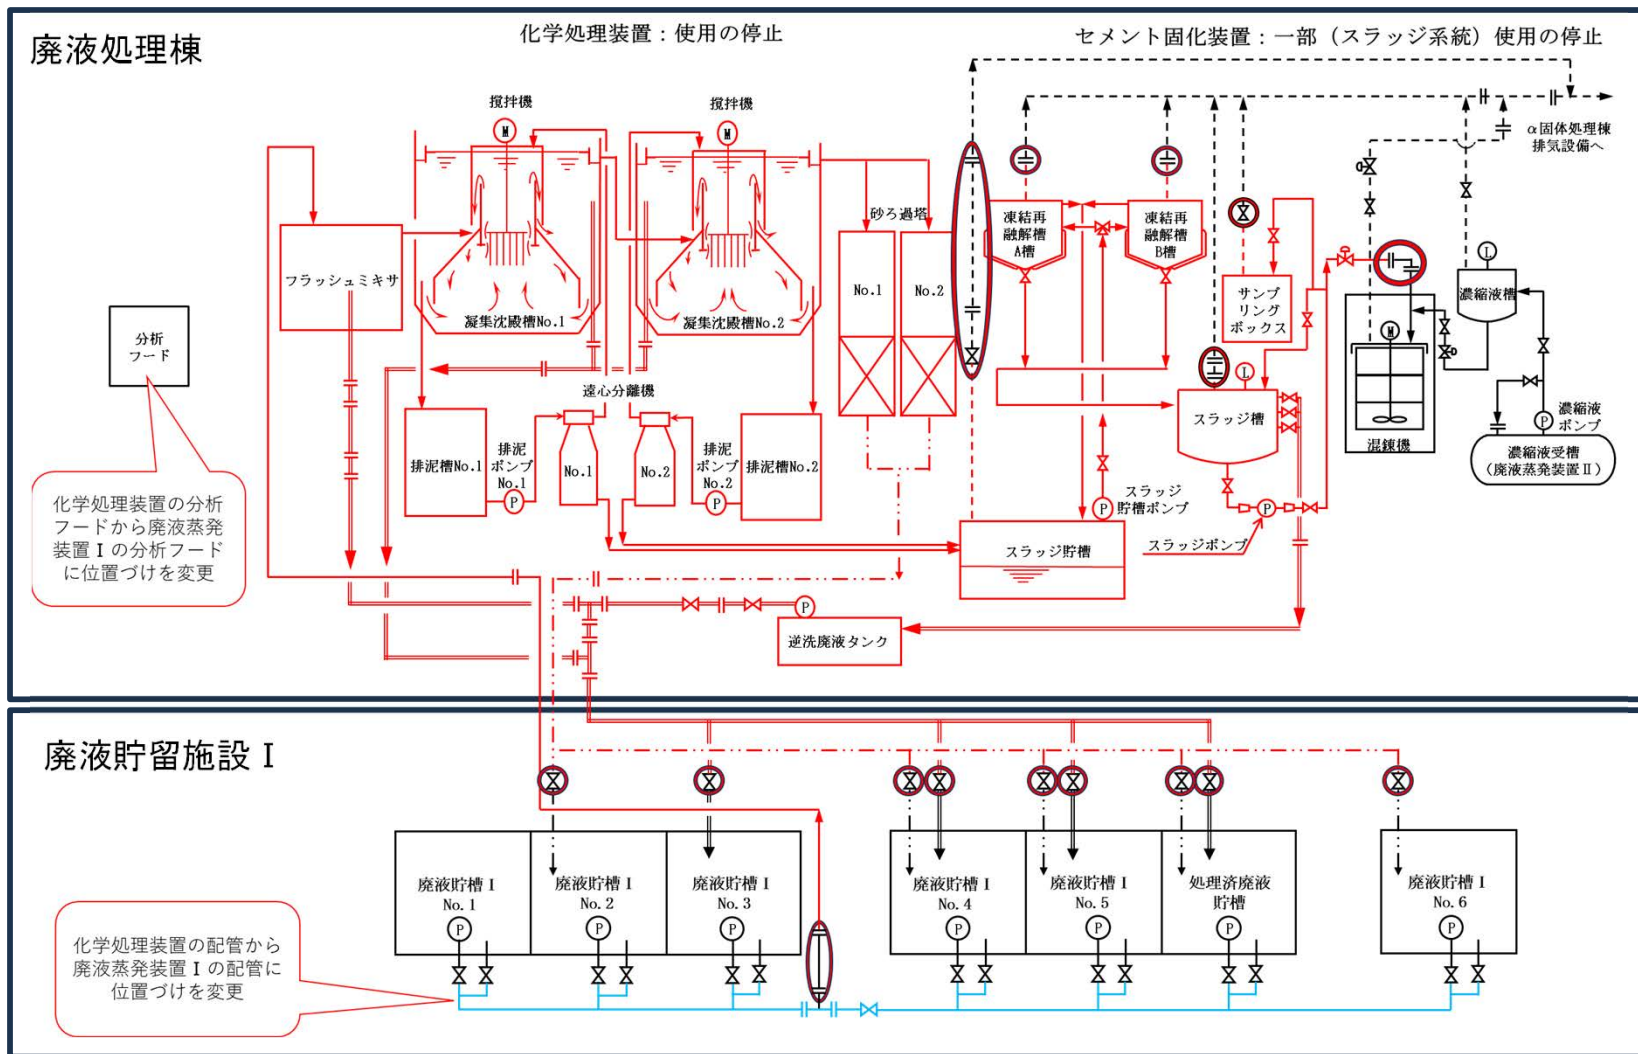 廃液処理棟
化学処理装置：使用の停止
セメント固化装置：一部（スラッジ系統）使用の停止
撹拌機
M
撹拌機
M
α固体処理棟
排気設備へ
フラッシュミキサ
凝集沈殿槽No.1
凝集沈殿槽No.2
砂ろ過塔
No.1
No.2
凍結再
融解槽
A槽
凍結再
融解槽
B槽
サンプ
リング
ボックス
L
濃縮液槽
M
混錬機
濃縮液
ポンプ
P
濃縮液受槽
（廃液蒸発装置Ⅱ）
分析
フード
化学処理装置の分析
フードから廃液蒸発
装置Ⅰの分析フード
に位置づけを変更
遠心分離機
排泥槽No.1
排泥
ポンプ
No.1
P
No.1
No.2
排泥
ポンプ
No.2
P
排泥槽No.2
L
スラッジ槽
P
スラッジ
貯槽ポンプ
P
スラッジポンプ
スラッジ貯槽
P
逆洗廃液タンク
廃液貯留施設Ⅰ
廃液貯槽Ⅰ
No.1
P
廃液貯槽Ⅰ
No.2
P
廃液貯槽Ⅰ
No.3
P
廃液貯槽Ⅰ
No.4
P
廃液貯槽Ⅰ
No.5
P
処理済廃液
貯槽
P
廃液貯槽Ⅰ
No.6
P
化学処理装置の配管から
廃液蒸発装置Ⅰの配管に
位置づけを変更